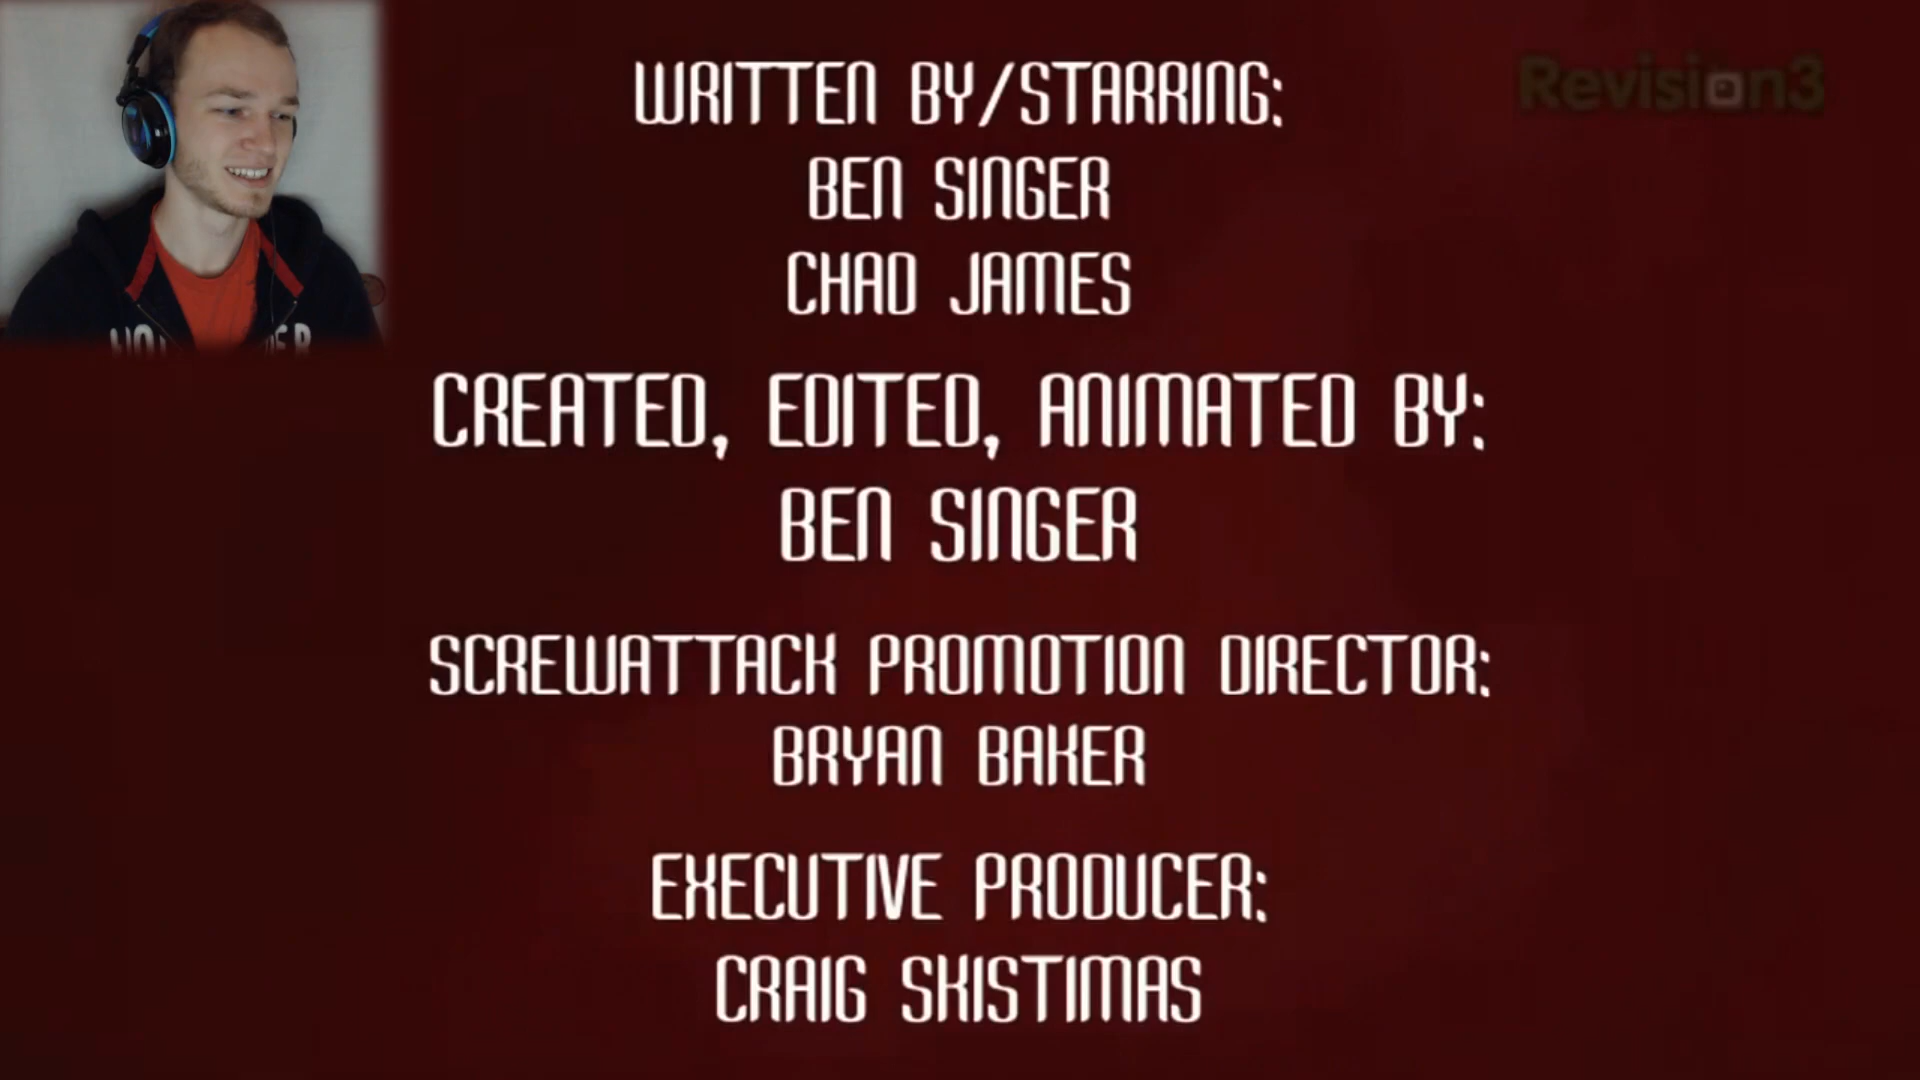 WRITTEN BY/STARRING:
Revision3
BEN SINGER
CHAD JAMES
CREATED, EDITED, ANIMATED BY:
BEN SINGER
SCREWATTACK PROMOTION DIRECTOR:
BRYAN BAKER
EXECUTIVE PRODUCER:
CRAIG SKISTIMAS